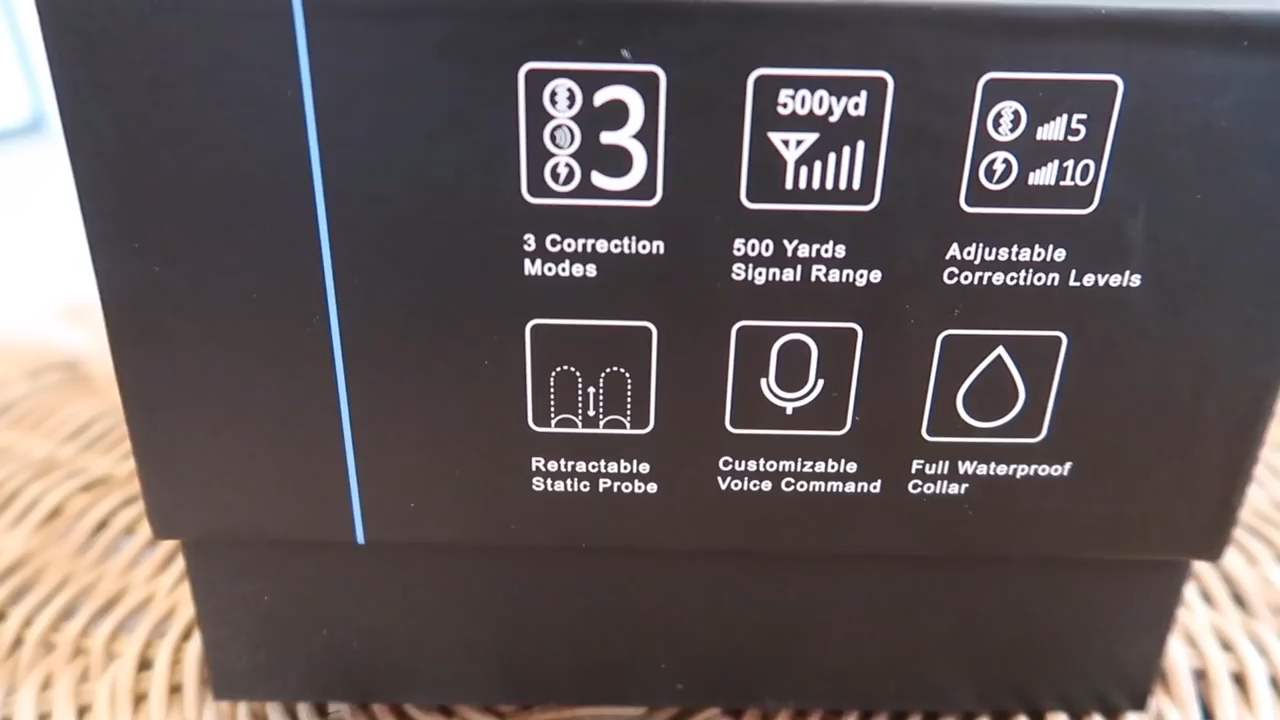 3
500yd
5
10
3 Correction
Modes
500 Yards
Signal Range
Adjustable
Correction Levels
Retractable
Static Probe
Customizable
Voice Command
Full Waterproof
Collar